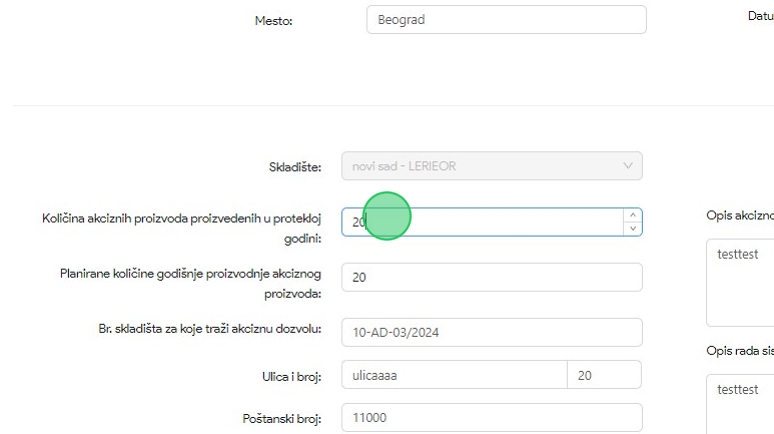 Mesto:
Beograd
Datu
Skladište:
novi sad - LERIEOR
Količina akciznih proizvoda proizvedenih u protekloj
godini:
20
Opis akcizno
testtest
Planirane količine godišnje proizvodnje akciznog
proizvoda:
20
Br. skladišta za koje traži akciznu dozvolu:
10-AD-03/2024
Opis rada sis
Ulica i broj:
ulicaaaa
20
testtest
Poštanski broj:
11000